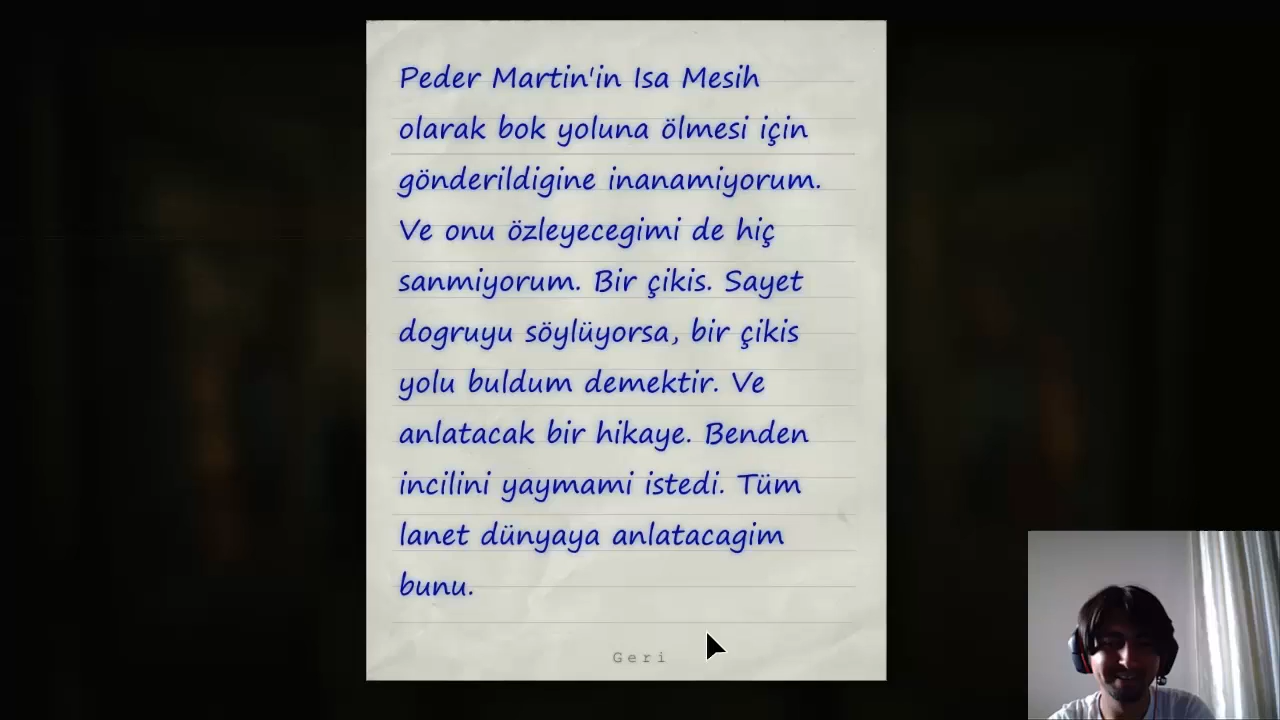 Peder Martin'in Isa Mesih
olarak bok yoluna ölmesi için
gönderildigine inanamiyorum.
Ve onu özleyecegimi de hiç
sanmiyorum. Bir çikis. Sayet
dogruyu söylüyorsa, bir çikis
yolu buldum demektir. Ve
anlatacak bir hikaye. Benden
incilini yaymami istedi. Tüm
lanet dünyaya anlatacagim
bunu.
Geri